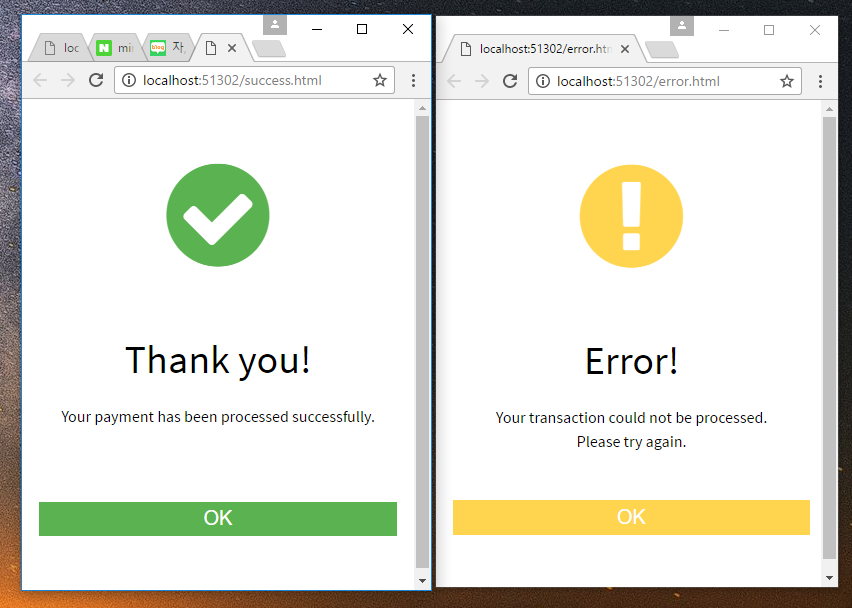 loc
mi
blog
자,
localhost:51302/success.html
Thank you!
Your payment has been processed successfully.
OK
localhost:51302/error.htm
localhost:51302/error.html
Error!
Your transaction could not be processed.
Please try again.
OK